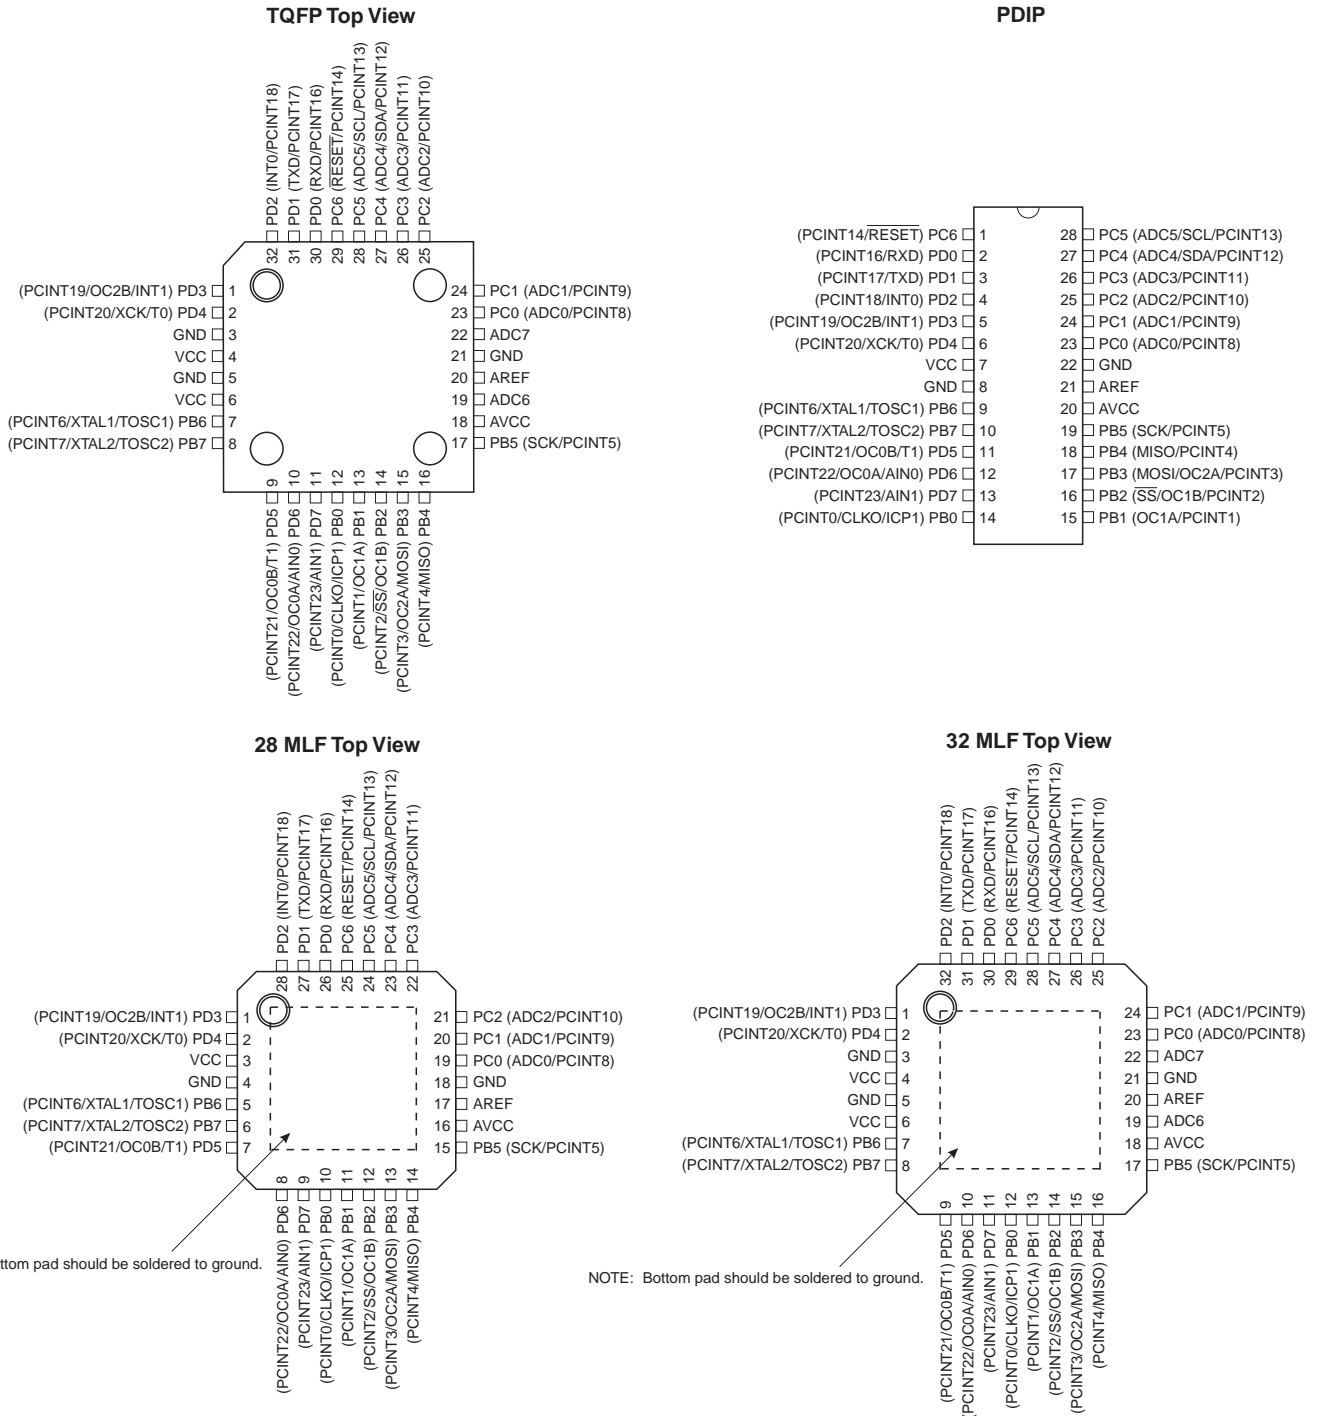 TQFP Top View
PD2 (INT0/PCINT18)
PD1 (TXD/PCINT17)
PD0 (RXD/PCINT16)
PC6 (RESET/PCINT14)
PC5 (ADC5/SCL/PCINT13)
PC4 (ADC4/SDA/PCINT12)
PC3 (ADC3/PCINT11)
PC2 (ADC2/PCINT10)
32 31 30 29 28 27 26 25
(PCINT19/OC2B/INT1) PD3 1
(PCINT20/XCK/T0) PD4 2
GND 3
VCC 4
GND 5
VCC 6
(PCINT6/XTAL1/TOSC1) PB6 7
(PCINT7/XTAL2/TOSC2) PB7 8
24 PC1 (ADC1/PCINT9)
23 PC0 (ADC0/PCINT8)
22 ADC7
21 GND
20 AREF
19 ADC6
18 AVCC
17 PB5 (SCK/PCINT5)
9 10 11 12 13 14 15 16
(PCINT21/OC0B/T1) PD5
(PCINT22/OC0A/AIN0) PD6
(PCINT23/AIN1) PD7
(PCINT0/CLKO/ICP1) PB0
(PCINT1/OC1A) PB1
(PCINT2/SS/OC1B) PB2
(PCINT3/OC2A/MOSI) PB3
(PCINT4/MISO) PB4
PDIP
(PCINT14/RESET) PC6 1
(PCINT16/RXD) PD0 2
(PCINT17/TXD) PD1 3
(PCINT18/INT0) PD2 4
(PCINT19/OC2B/INT1) PD3 5
(PCINT20/XCK/T0) PD4 6
VCC 7
GND 8
(PCINT6/XTAL1/TOSC1) PB6 9
(PCINT7/XTAL2/TOSC2) PB7 10
(PCINT21/OC0B/T1) PD5 11
(PCINT22/OC0A/AIN0) PD6 12
(PCINT23/AIN1) PD7 13
(PCINT0/CLKO/ICP1) PB0 14
28 PC5 (ADC5/SCL/PCINT13)
27 PC4 (ADC4/SDA/PCINT12)
26 PC3 (ADC3/PCINT11)
25 PC2 (ADC2/PCINT10)
24 PC1 (ADC1/PCINT9)
23 PC0 (ADC0/PCINT8)
22 GND
21 AREF
20 AVCC
19 PB5 (SCK/PCINT5)
18 PB4 (MISO/PCINT4)
17 PB3 (MOSI/OC2A/PCINT3)
16 PB2 (SS/OC1B/PCINT2)
15 PB1 (OC1A/PCINT1)
28 MLF Top View
PD2 (INT0/PCINT18)
PD1 (TXD/PCINT17)
PD0 (RXD/PCINT16)
PC6 (RESET/PCINT14)
PC5 (ADC5/SCL/PCINT13)
PC4 (ADC4/SDA/PCINT12)
PC3 (ADC3/PCINT11)
28 27 26 25 24 23 22
(PCINT19/OC2B/INT1) PD3 1
(PCINT20/XCK/T0) PD4 2
VCC 3
GND 4
(PCINT6/XTAL1/TOSC1) PB6 5
(PCINT7/XTAL2/TOSC2) PB7 6
(PCINT21/OC0B/T1) PD5 7
21 PC2 (ADC2/PCINT10)
20 PC1 (ADC1/PCINT9)
19 PC0 (ADC0/PCINT8)
18 GND
17 AREF
16 AVCC
15 PB5 (SCK/PCINT5)
8 9 10 11 12 13 14
(PCINT22/OC0A/AIN0) PD6
(PCINT23/AIN1) PD7
(PCINT0/CLKO/ICP1) PB0
(PCINT1/OC1A) PB1
(PCINT2/SS/OC1B) PB2
(PCINT3/OC2A/MOSI) PB3
(PCINT4/MISO) PB4
ttom pad should be soldered to ground.
32 MLF Top View
PD2 (INT0/PCINT18)
PD1 (TXD/PCINT17)
PD0 (RXD/PCINT16)
PC6 (RESET/PCINT14)
PC5 (ADC5/SCL/PCINT13)
PC4 (ADC4/SDA/PCINT12)
PC3 (ADC3/PCINT11)
PC2 (ADC2/PCINT10)
32 31 30 29 28 27 26 25
(PCINT19/OC2B/INT1) PD3 1
(PCINT20/XCK/T0) PD4 2
GND 3
VCC 4
GND 5
VCC 6
(PCINT6/XTAL1/TOSC1) PB6 7
(PCINT7/XTAL2/TOSC2) PB7 8
24 PC1 (ADC1/PCINT9)
23 PC0 (ADC0/PCINT8)
22 ADC7
21 GND
20 AREF
19 ADC6
18 AVCC
17 PB5 (SCK/PCINT5)
9 10 11 12 13 14 15 16
(PCINT21/OC0B/T1) PD5
(PCINT22/OC0A/AIN0) PD6
(PCINT23/AIN1) PD7
(PCINT0/CLKO/ICP1) PB0
(PCINT1/OC1A) PB1
(PCINT2/SS/OC1B) PB2
(PCINT3/OC2A/MOSI) PB3
(PCINT4/MISO) PB4
NOTE: Bottom pad should be soldered to ground.